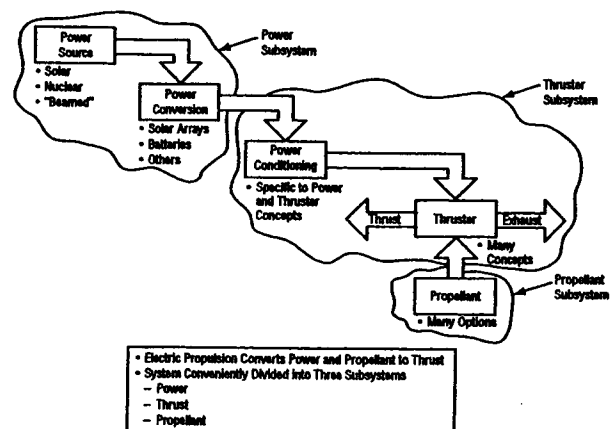 Power
Subsystem
Power
Source
• Solar
• Nuclear
• "Beamed"
Power
Conversion
• Solar Arrays
• Batteries
• Others
Thruster
Subsystem
Power
Conditioning
• Specific to Power
and Thruster
Concepts
Thrust
Thruster
Exhaust
• Many
Concepts
Propellant
Subsystem
Propellant
• Many Options
• Electric Propulsion Converts Power and Propellant to Thrust
• System Conveniently Divided into Three Subsystems
– Power
– Thrust
– Propellant